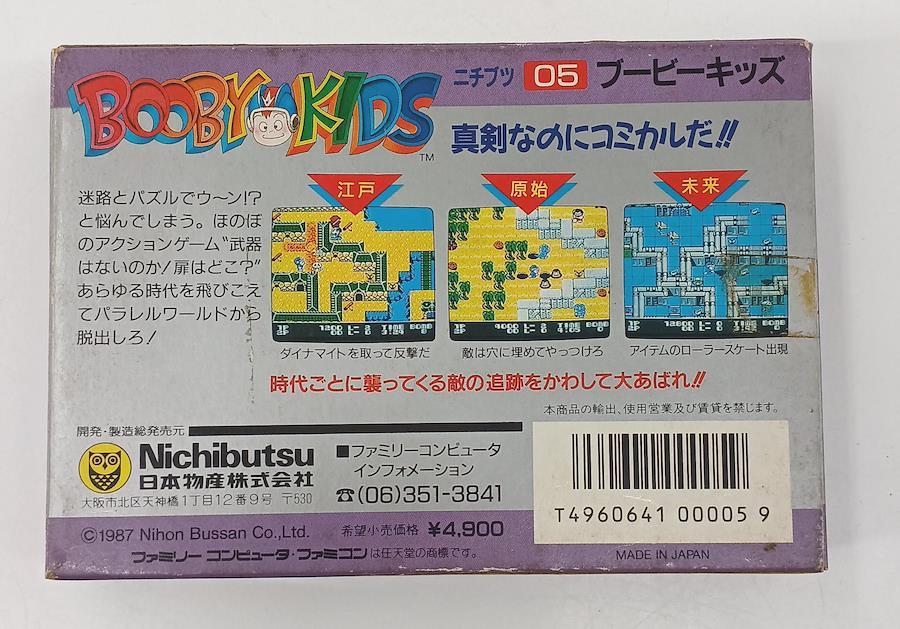 BOOBY KIDS
TM
ニチブツ 05 ブービーキッズ
真剣なのにコミカルだ!!
迷路とパズルでウ〜ン!?
と悩んでしまう。ほのぼ
のアクションゲーム“武器
はないのか!扉はどこ?”
あらゆる時代を飛びこえ
てパラレルワールドから
脱出しろ!
江戸
原始
未来
ダイナマイトを取って反撃だ
敵は穴に埋めてやっつけろ
アイテムのローラースケート出現
時代ごとに襲ってくる敵の追跡をかわして大あばれ!!
本商品の輸出、使用営業及び賃貸を禁じます。
開発・製造総発売元
Nichibutsu
日本物産株式会社
大阪市北区天神橋1丁目12番9号 〒530
■ファミリーコンピュータ
インフォメーション
☎(06)351-3841
T4960641 00005 9
©1987 Nihon Bussan Co.,Ltd.
希望小売価格 ¥4,900
ファミリー コンピュータ・ファミコンは任天堂の商標です。
MADE IN JAPAN